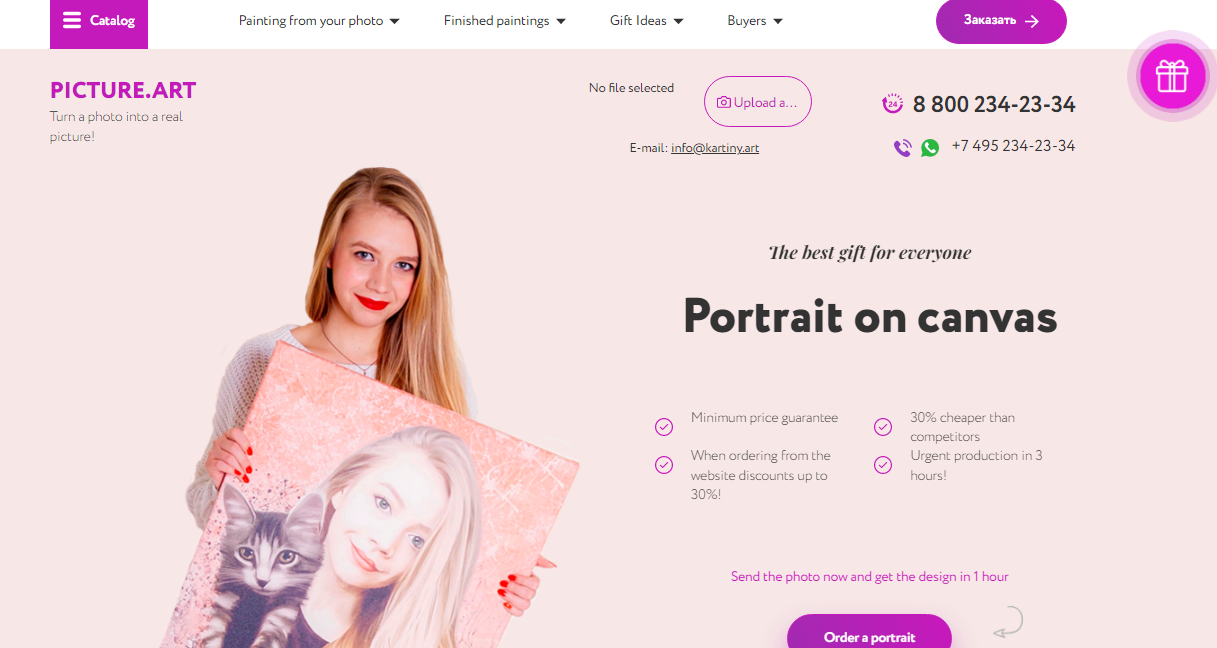 Catalog
Painting from your photo
Finished paintings
Gift Ideas
Buyers
Заказать
PICTURE.ART
Turn a photo into a real
picture!
No file selected
Upload a...
E-mail: info@kartiny.art
24
8 800 234-23-34
+7 495 234-23-34
The best gift for everyone
Portrait on canvas
Minimum price guarantee
30% cheaper than
competitors
When ordering from the
website discounts up to
30%!
Urgent production in 3
hours!
Send the photo now and get the design in 1 hour
Order a portrait